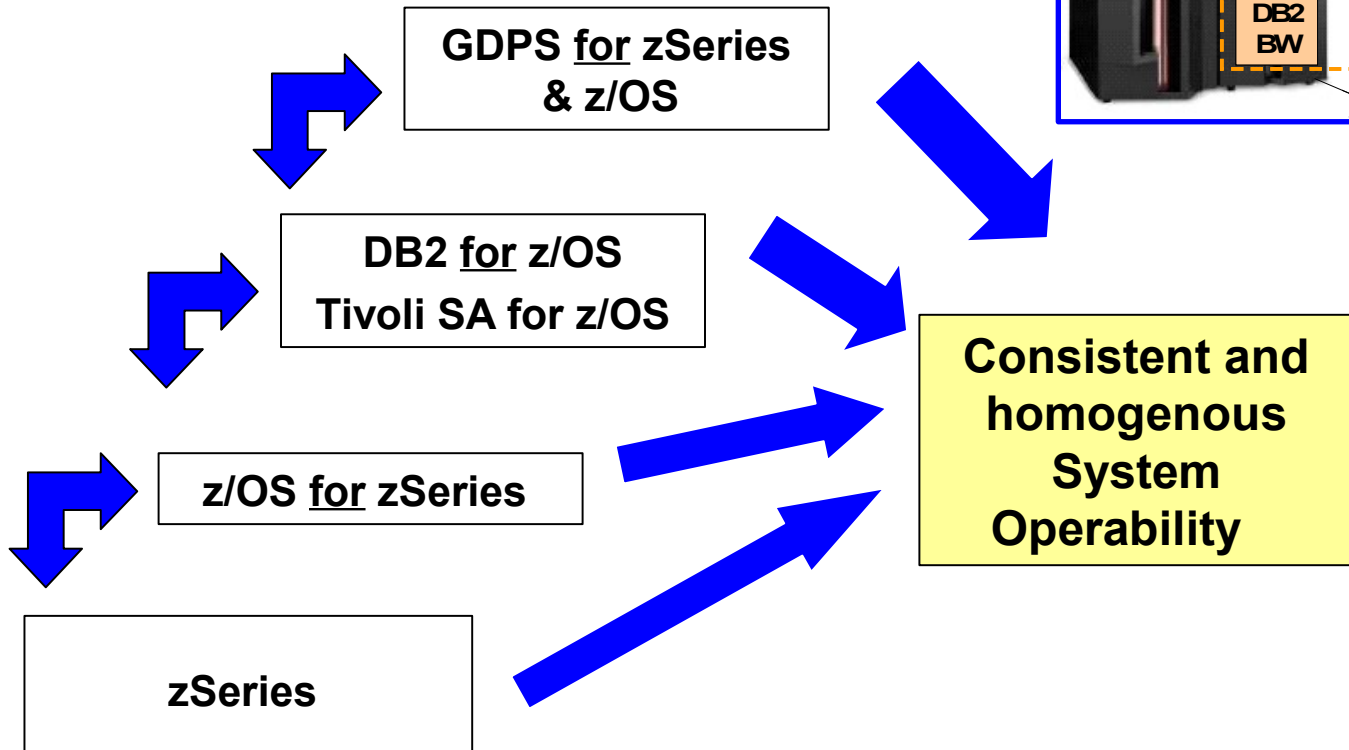 DB2
BW
GDPS for zSeries
& z/OS
DB2 for z/OS
Tivoli SA for z/OS
Consistent and
homogenous
System
Operability
z/OS for zSeries
zSeries